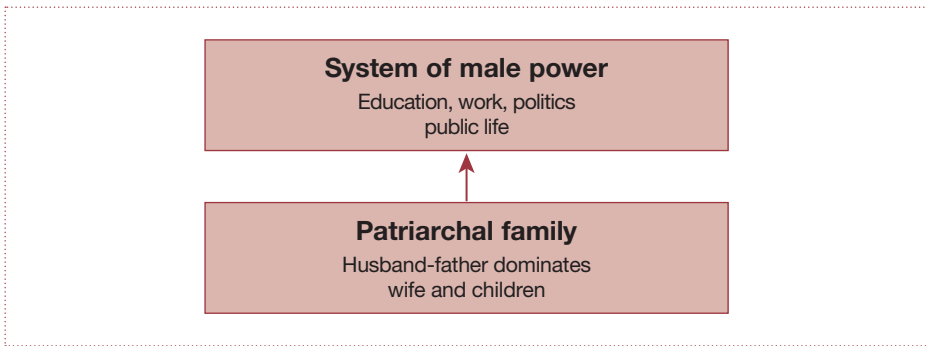 System of male power
Education, work, politics
public life
Patriarchal family
Husband-father dominates
wife and children